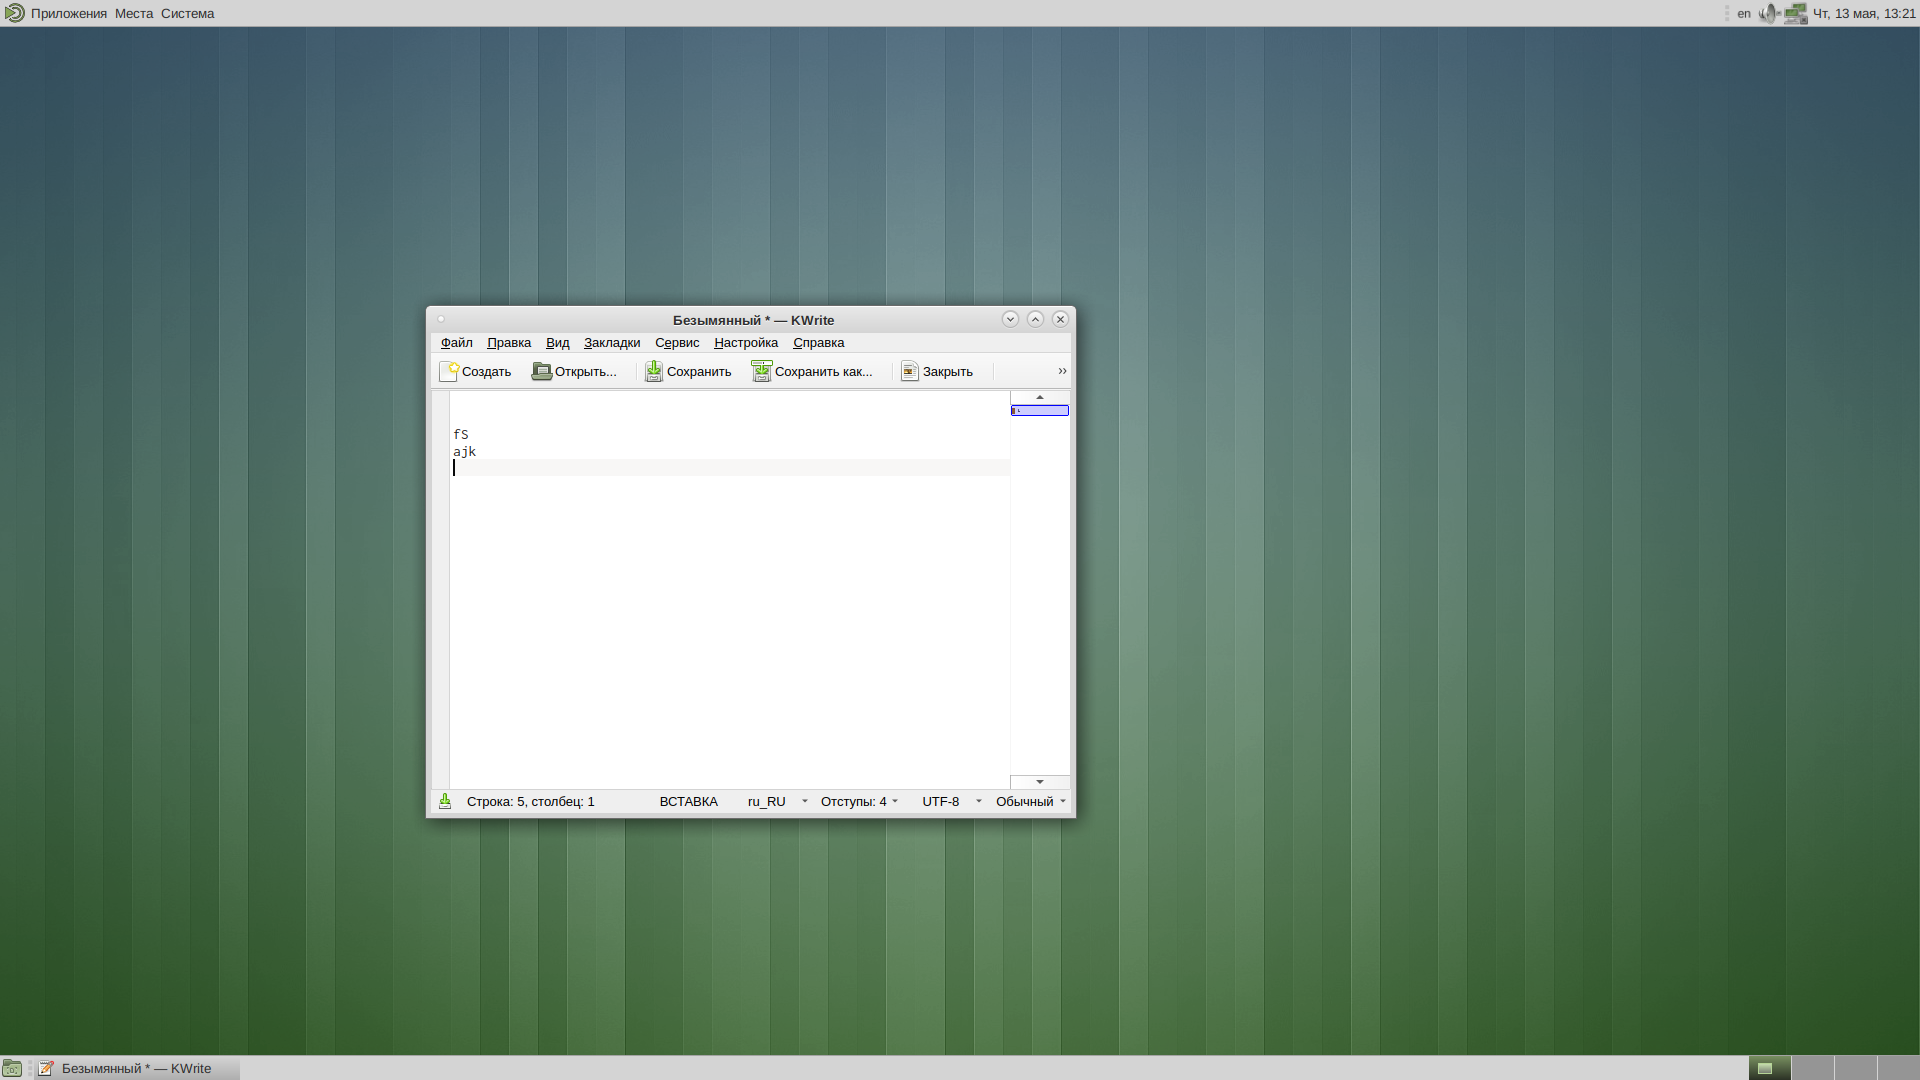 Приложения Места Система
en Чт, 13 мая, 13:21
Безымянный * — KWrite
Файл Правка Вид Закладки Сервис Настройка Справка
Создать Открыть... Сохранить Сохранить как... Закрыть »
fS
ajk
Строка: 5, столбец: 1 ВСТАВКА ru_RU Отступы: 4 UTF-8 Обычный
Безымянный * — KWrite